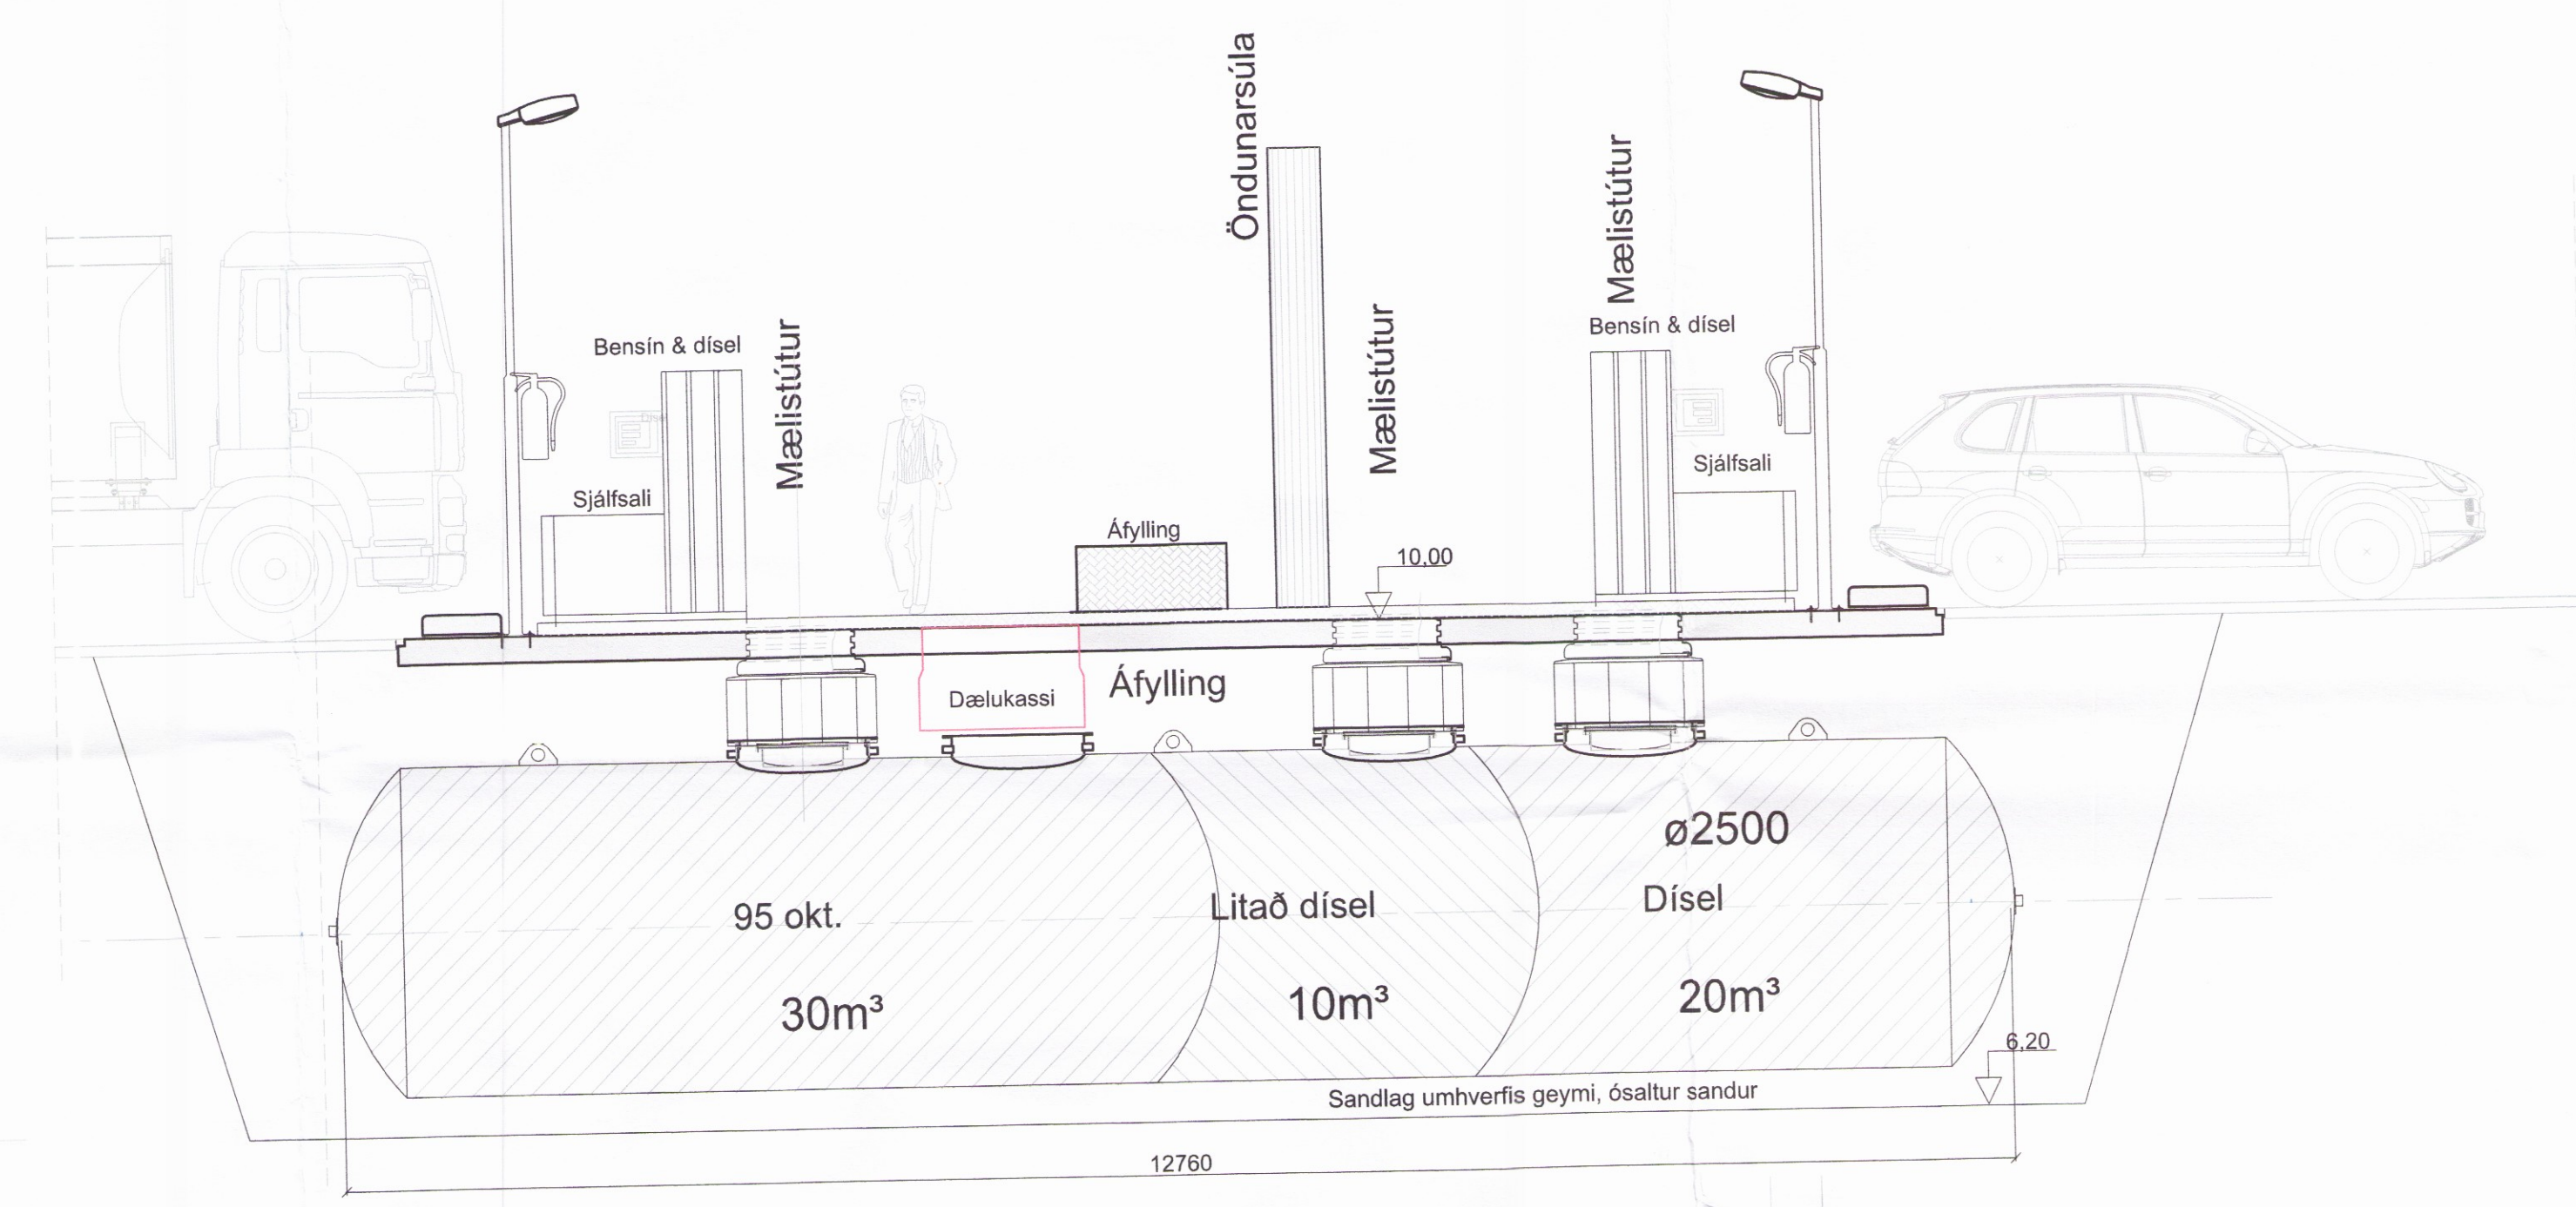 Öndunarsúla
Mælistútur
Bensín & dísel
Bensín & dísel
Mælistútur
Mælistútur
Sjálfsali
Sjálfsali
Áfylling
10,00
Dælukassi
Áfylling
ø2500
95 okt.
Litað dísel
Dísel
30m³
10m³
20m³
6,20
Sandlag umhverfis geymi, ósaltur sandur
12760